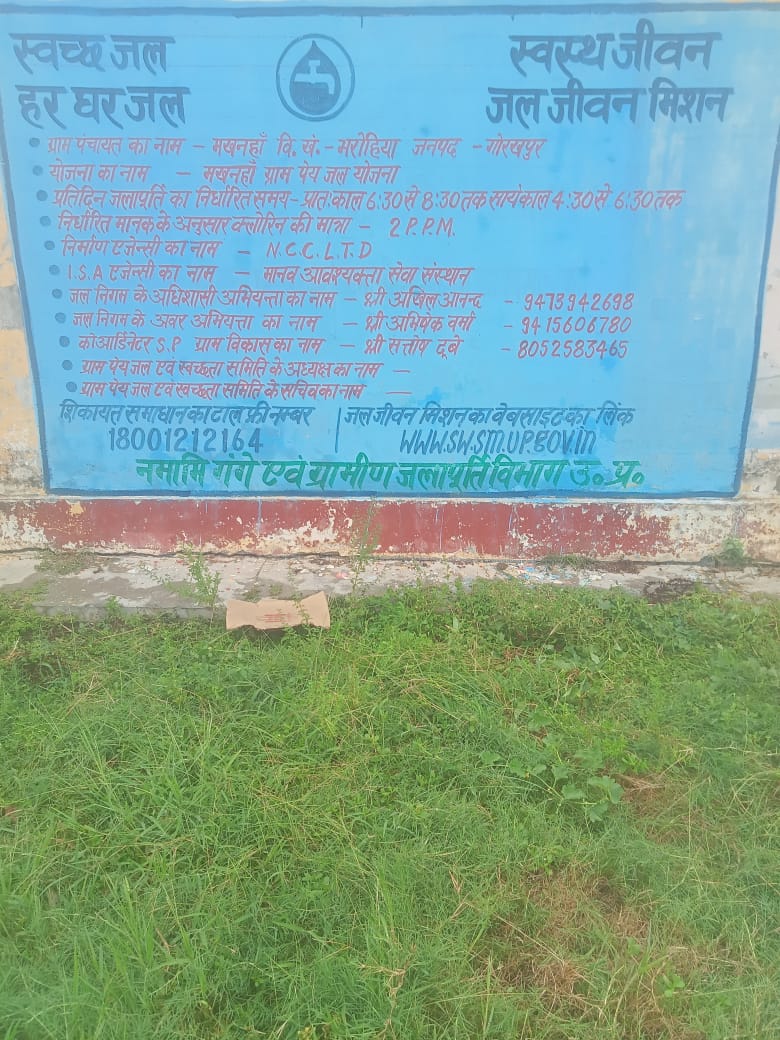 स्वच्छ जल
हर घर जल
स्वस्थ जीवन
जल जीवन मिशन
ग्राम पंचायत का नाम – मखनहाँ वि. खं.- सरोहिया जनपद - गोरखपुर
योजना का नाम – मखनहाँ ग्राम पेय जल योजना
प्रतिदिन जलापूर्ति का निर्धारित समय - प्रातःकाल 6:30 से 8:30 तक सायंकाल 4:30 से 6:30 तक
निर्धारित मानक के अनुसार क्लोरिन की मात्रा – 2 P.P.M.
निर्माण एजेन्सी का नाम – N.C.C.L.T.D
I.S.A एजेन्सी का नाम – मानव आवश्यक्ता सेवा संस्थान
जल निगम के अधिशासी अभियन्ता का नाम – श्री अखिल आनन्द - 9473942698
जल निगम के अवर अभियत्ता का नाम – श्री अभिषेक वर्मा - 9415606780
कोआर्डिनेटर S.P ग्राम विकास का नाम – श्री सत्तोष दूबे - 8052583465
ग्राम पेय जल एवं स्वच्छता समिति के अध्यक्ष का नाम —
ग्राम पेय जल एवं स्वच्छता समिति के सचिव का नाम —
शिकायत समाधान का टाल फ्री नम्बर
18001212164
जल जीवन मिशन का वेबसाइट का लिंक
WWW.SWSM.UP.GOV.IN
नमामि गंगे एवं ग्रामीण जलापूर्ति विभाग उ॰ प्र॰